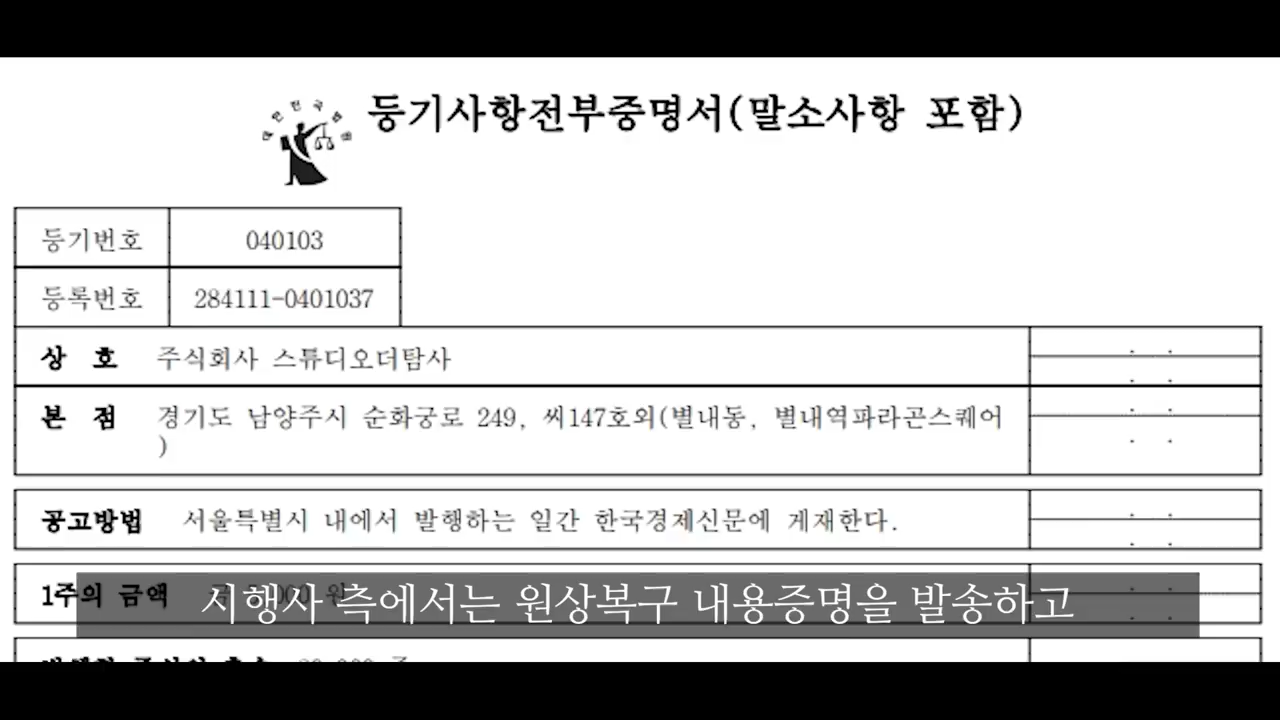 등기사항전부증명서(말소사항 포함)
등기번호 040103
등록번호 284111-0401037
상 호 주식회사 스튜디오더탐사
본 점 경기도 남양주시 순화궁로 249, 씨147호외(별내동, 별내역파라곤스퀘어
)
공고방법 서울특별시 내에서 발행하는 일간 한국경제신문에 게재한다.
1주의 금액
시행사 측에서는 원상복구 내용증명을 발송하고